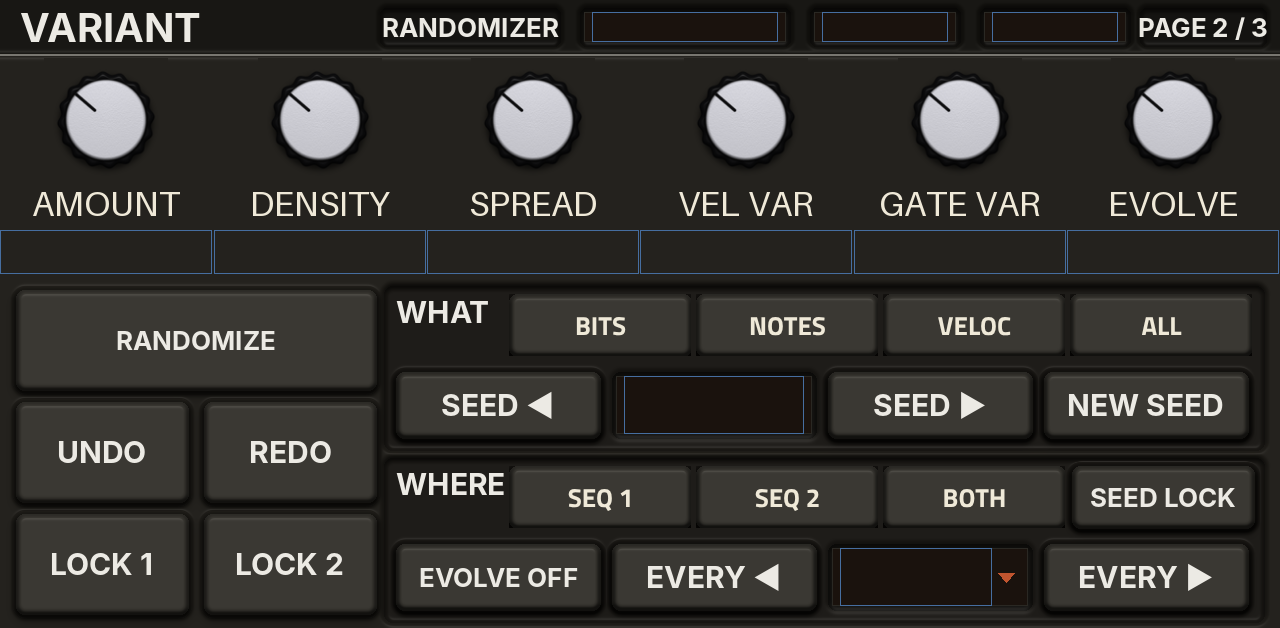 VARIANT RANDOMIZER PAGE 2 / 3
AMOUNT DENSITY SPREAD VEL VAR GATE VAR EVOLVE
RANDOMIZE
UNDO REDO
LOCK 1 LOCK 2
WHAT BITS NOTES VELOC ALL
SEED ◀ SEED ▶ NEW SEED
WHERE SEQ 1 SEQ 2 BOTH SEED LOCK
EVOLVE OFF EVERY ◀ EVERY ▶